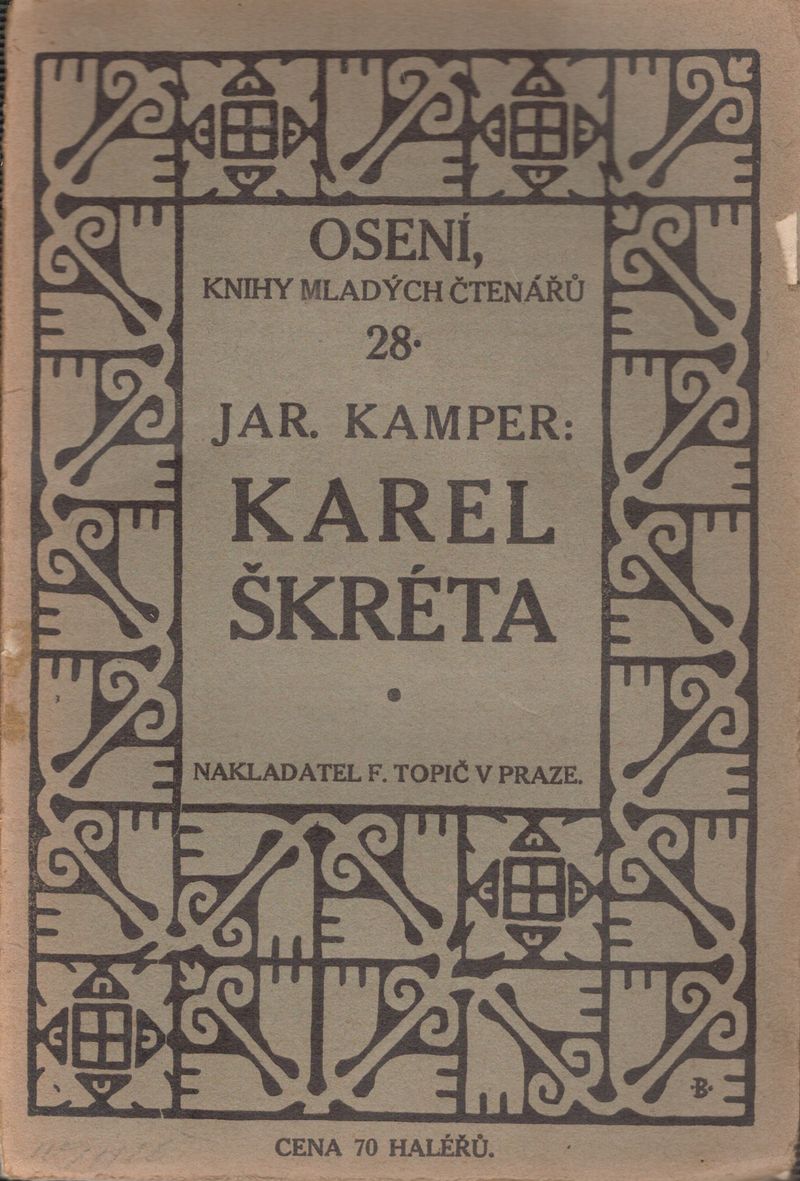 OSENÍ,
KNIHY MLADÝCH ČTENÁŘŮ
28·
JAR. KAMPER:
KAREL
ŠKRÉTA
NAKLADATEL F. TOPIČ V PRAZE.
·B·
CENA 70 HALÉŘŮ.